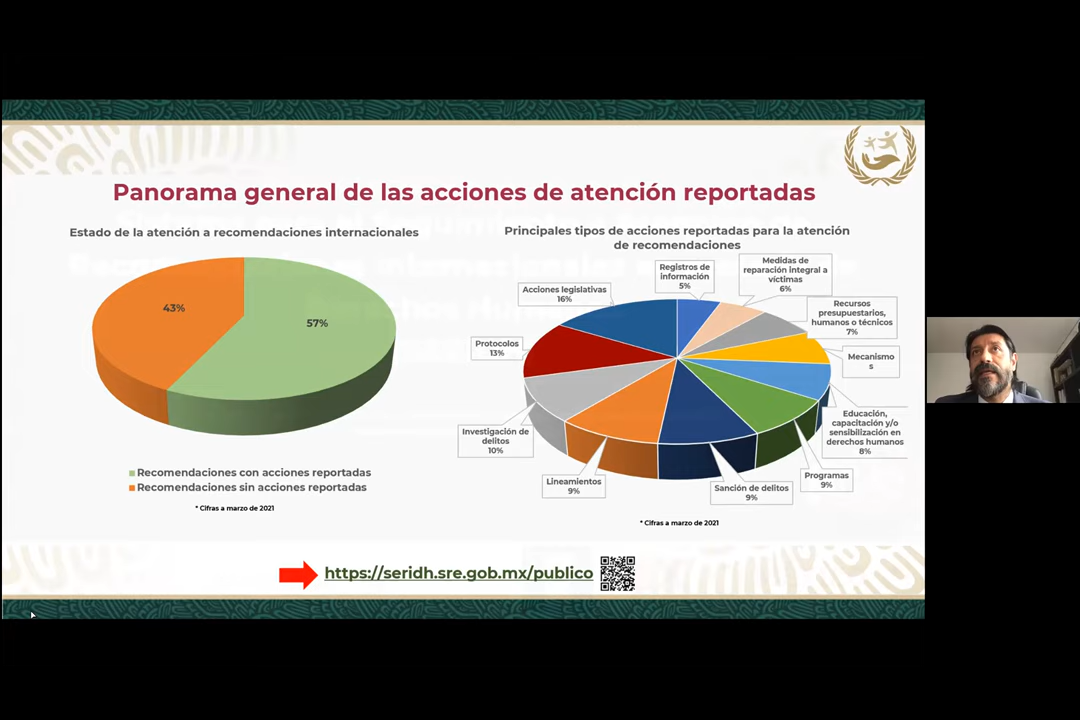 Panorama general de las acciones de atención reportadas
Estado de la atención a recomendaciones internacionales
43%
57%
Recomendaciones con acciones reportadas
Recomendaciones sin acciones reportadas
* Cifras a marzo de 2021
Principales tipos de acciones reportadas para la atención
de recomendaciones
Registros de
información
5%
Medidas de
reparación integral a
víctimas
6%
Recursos
presupuestarios,
humanos o técnicos
7%
Mecanismo
s
Educación,
capacitación y/o
sensibilización en
derechos humanos
8%
Programas
9%
Sanción de delitos
9%
Lineamientos
9%
Investigación de
delitos
10%
Protocolos
13%
Acciones legislativas
16%
* Cifras a marzo de 2021
https://seridh.sre.gob.mx/publico